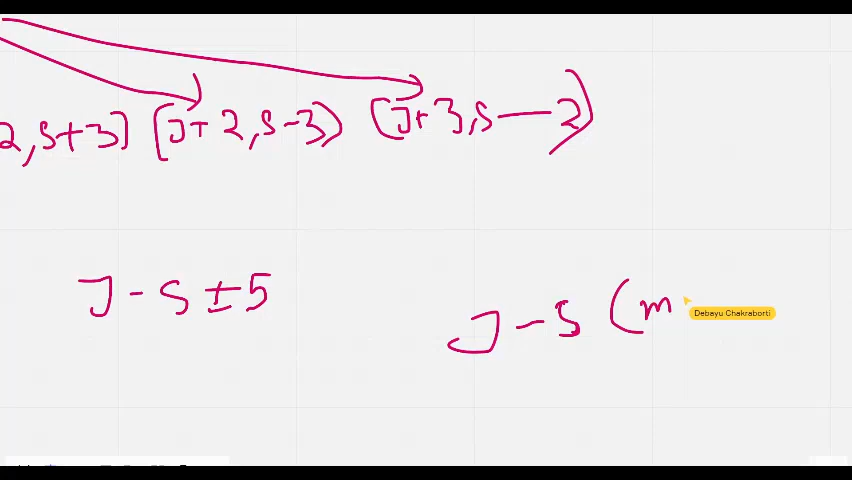 2, S+3] [J+2, S-3) (J+3, S-2)
J-S ± 5
J-S (m
Debayu Chakraborti